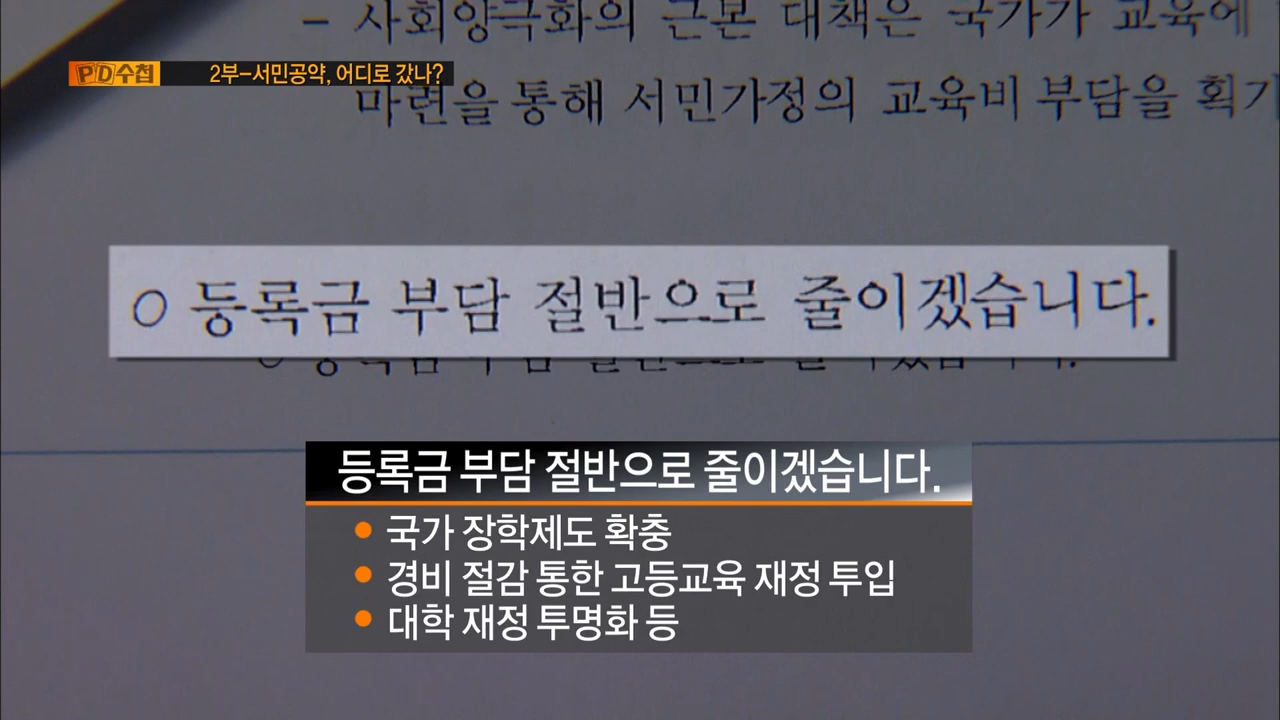 - 사회양극화의 근본 대책은 국가가 교육에
PD수첩 2부-서민공약, 어디로 갔나?
마련을 통해 서민가정의 교육비 부담을 획기
○ 등록금 부담 절반으로 줄이겠습니다.
등록금 부담 절반으로 줄이겠습니다.
• 국가 장학제도 확충
• 경비 절감 통한 고등교육 재정 투입
• 대학 재정 투명화 등